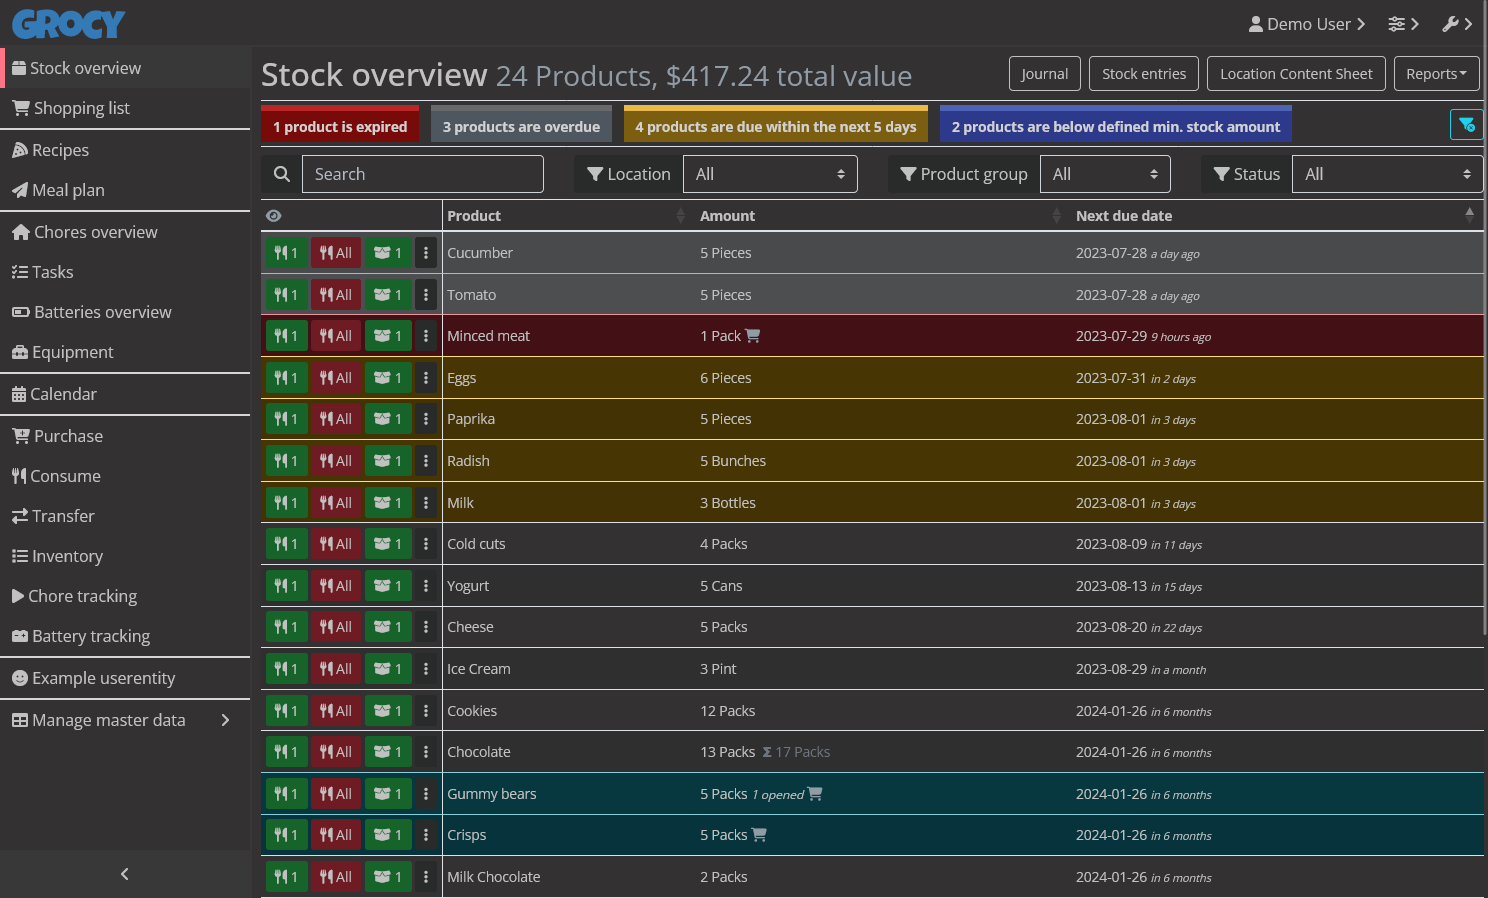 GROCY
Demo User
Stock overview
Shopping list
Recipes
Meal plan
Chores overview
Tasks
Batteries overview
Equipment
Calendar
Purchase
Consume
Transfer
Inventory
Chore tracking
Battery tracking
Example userentity
Manage master data
Stock overview 24 Products, $417.24 total value
Journal Stock entries Location Content Sheet Reports
1 product is expired 3 products are overdue 4 products are due within the next 5 days 2 products are below defined min. stock amount
Search Location All Product group All Status All
Product Amount Next due date
1 All 1 Cucumber 5 Pieces 2023-07-28 a day ago
1 All 1 Tomato 5 Pieces 2023-07-28 a day ago
1 All 1 Minced meat 1 Pack 2023-07-29 9 hours ago
1 All 1 Eggs 6 Pieces 2023-07-31 in 2 days
1 All 1 Paprika 5 Pieces 2023-08-01 in 3 days
1 All 1 Radish 5 Bunches 2023-08-01 in 3 days
1 All 1 Milk 3 Bottles 2023-08-01 in 3 days
1 All 1 Cold cuts 4 Packs 2023-08-09 in 11 days
1 All 1 Yogurt 5 Cans 2023-08-13 in 15 days
1 All 1 Cheese 5 Packs 2023-08-20 in 22 days
1 All 1 Ice Cream 3 Pint 2023-08-29 in a month
1 All 1 Cookies 12 Packs 2024-01-26 in 6 months
1 All 1 Chocolate 13 Packs Σ 17 Packs 2024-01-26 in 6 months
1 All 1 Gummy bears 5 Packs 1 opened 2024-01-26 in 6 months
1 All 1 Crisps 5 Packs 2024-01-26 in 6 months
1 All 1 Milk Chocolate 2 Packs 2024-01-26 in 6 months